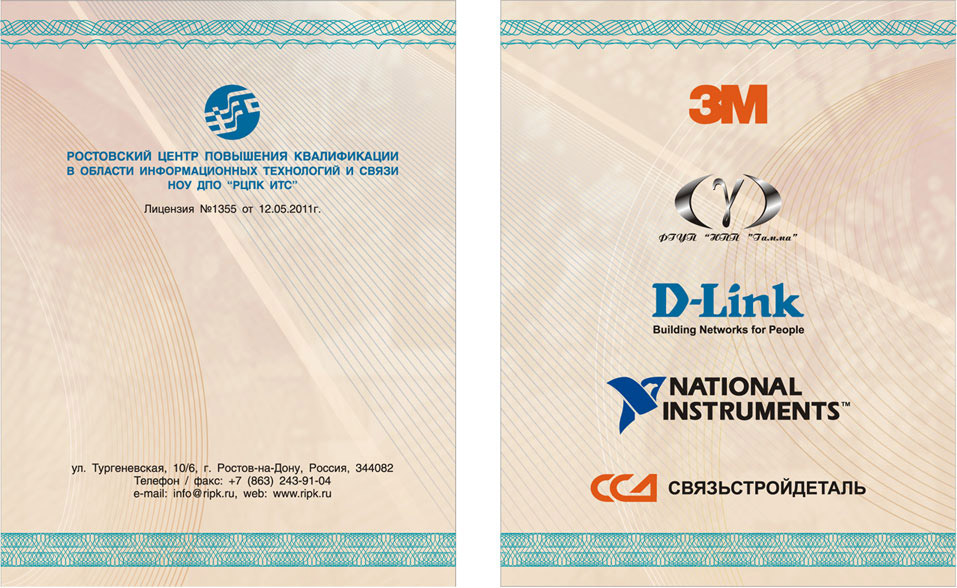 РОСТОВСКИЙ ЦЕНТР ПОВЫШЕНИЯ КВАЛИФИКАЦИИ
В ОБЛАСТИ ИНФОРМАЦИОННЫХ ТЕХНОЛОГИЙ И СВЯЗИ
НОУ ДПО “РЦПК ИТС”
Лицензия №1355 от 12.05.2011г.
ул. Тургеневская, 10/6, г. Ростов-на-Дону, Россия, 344082
Телефон / факс: +7 (863) 243-91-04
e-mail: info@ripk.ru, web: www.ripk.ru
3M
γ
ФГУП “НПП ”Гамма”
D-Link
Building Networks for People
NATIONAL
INSTRUMENTS™
ССД СВЯЗЬСТРОЙДЕТАЛЬ